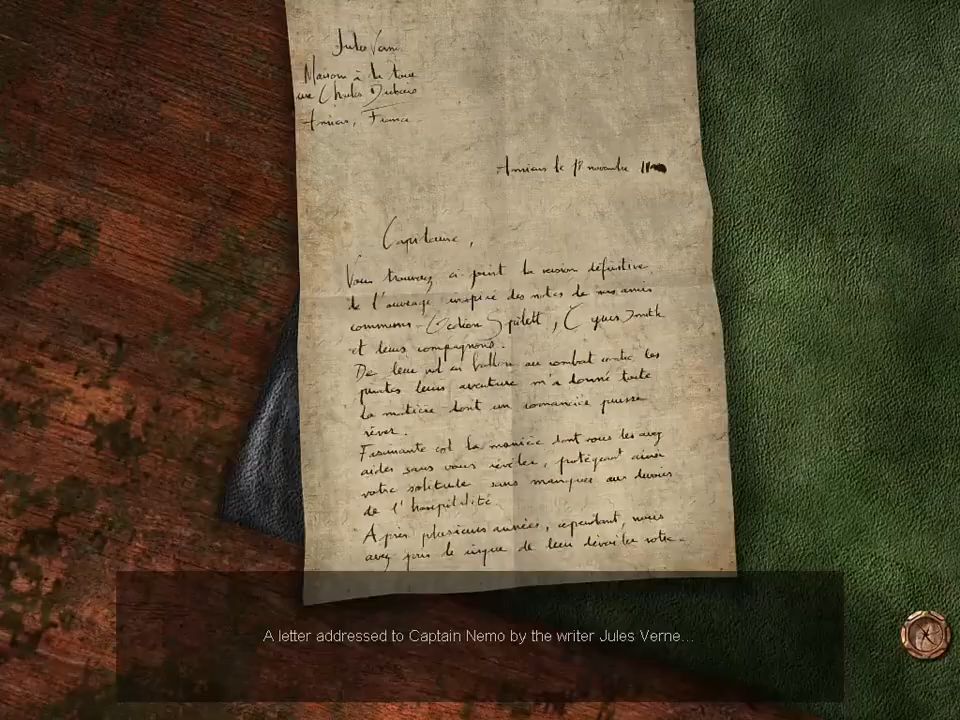 Jules Verne
Maison à la tour
rue Charles Dubois
Amiens, France.
Amiens le 18 novembre
Capitaine,
Vous trouverez ci-joint la version définitive
de l'ouvrage inspiré des notes de nos amis
communs - Gédéon Spilett, Cyrus Smith
et leurs compagnons.
De leur vol en ballon au combat contre les
pirates leurs aventure m'a donné toute
la matière dont un romancier puisse
rêver.
Fascinante est la manière dont vous les avez
aidés sans vous révéler, protégeant ainsi
votre solitude sans manquer aux devoirs
de l'hospitalité.
Après plusieurs années, cependant, vous
avez pris le risque de leur dévoiler votre
A letter addressed to Captain Nemo by the writer Jules Verne...